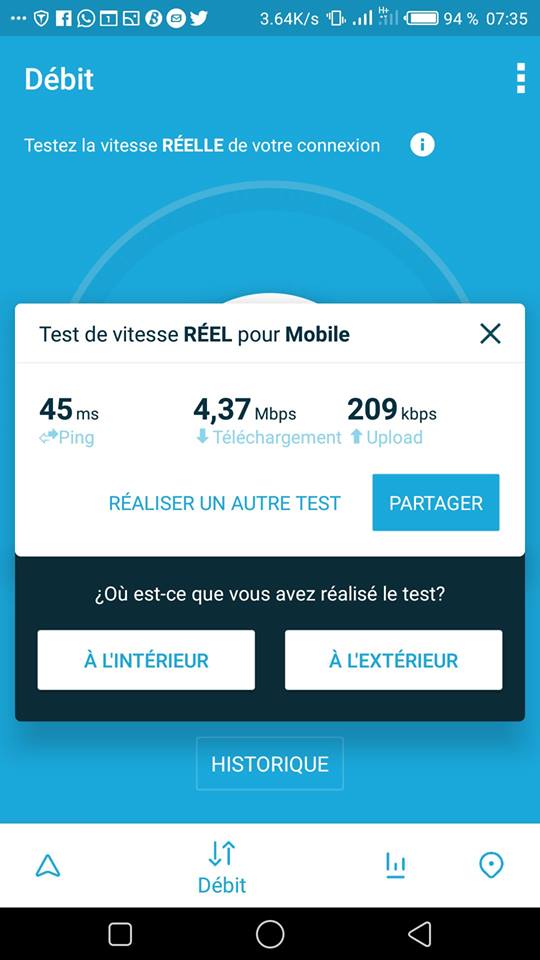 3.64K/s H+ 94 % 07:35
Débit
Testez la vitesse RÉELLE de votre connexion
Test de vitesse RÉEL pour Mobile
45 ms 4,37 Mbps 209 kbps
Ping Téléchargement Upload
RÉALISER UN AUTRE TEST PARTAGER
¿Où est-ce que vous avez réalisé le test?
À L'INTÉRIEUR À L'EXTÉRIEUR
HISTORIQUE
Débit